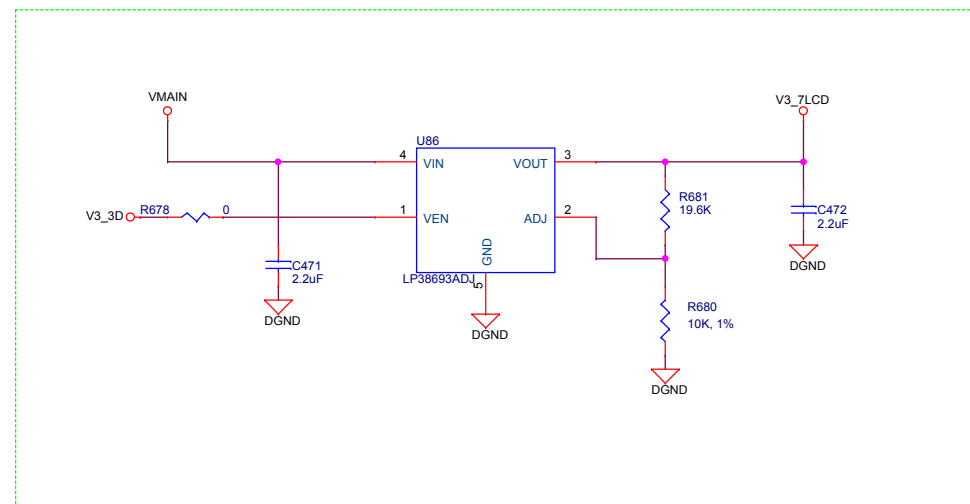 VMAIN
V3_7LCD
U86
4
VIN
VOUT
3
V3_3D
R678
0
1
VEN
ADJ
2
R681
19.6K
C472
2.2uF
DGND
GND
C471
2.2uF
LP38693ADJ
5
DGND
DGND
R680
10K, 1%
DGND